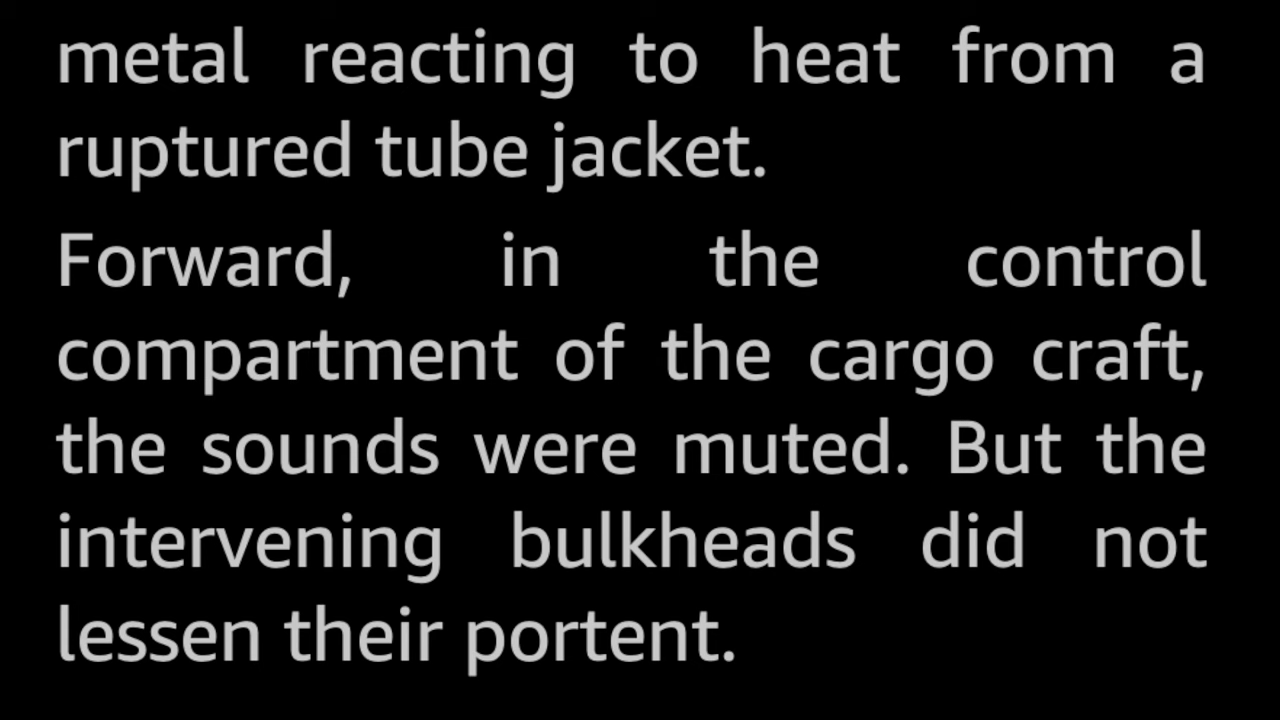 metal reacting to heat from a
ruptured tube jacket.
Forward, in the control
compartment of the cargo craft,
the sounds were muted. But the
intervening bulkheads did not
lessen their portent.